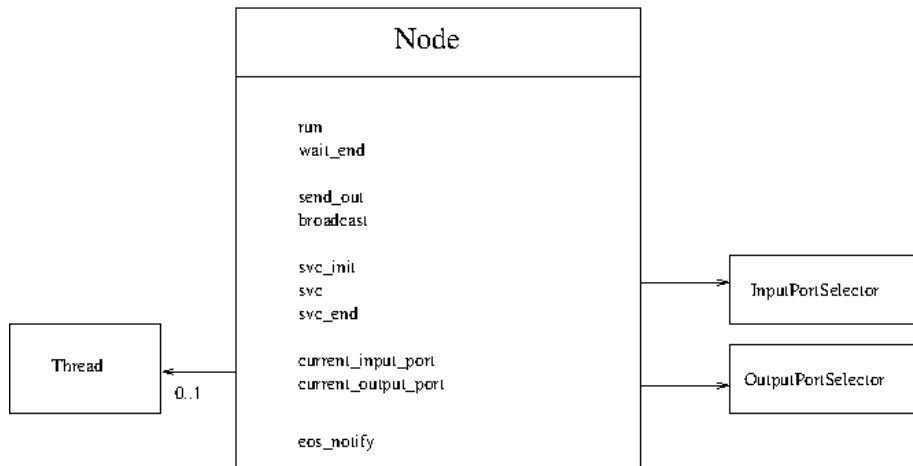 Node
run
wait_end
send_out
broadcast
svc_init
svc
svc_end
current_input_port
current_output_port
eos_notify
Thread
0..1
InputPortSelector
OutputPortSelector